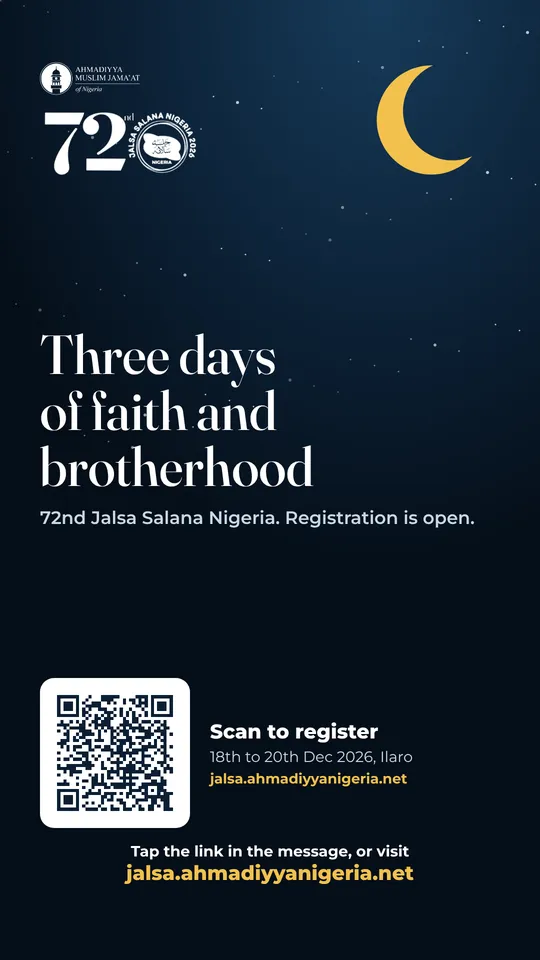 AHMADIYYA
MUSLIM JAMA'AT
of Nigeria
72nd
JALSA SALANA NIGERIA 2026
NIGERIA
Three days
of faith and
brotherhood
72nd Jalsa Salana Nigeria. Registration is open.
Scan to register
18th to 20th Dec 2026, Ilaro
jalsa.ahmadiyyanigeria.net
Tap the link in the message, or visit
jalsa.ahmadiyyanigeria.net